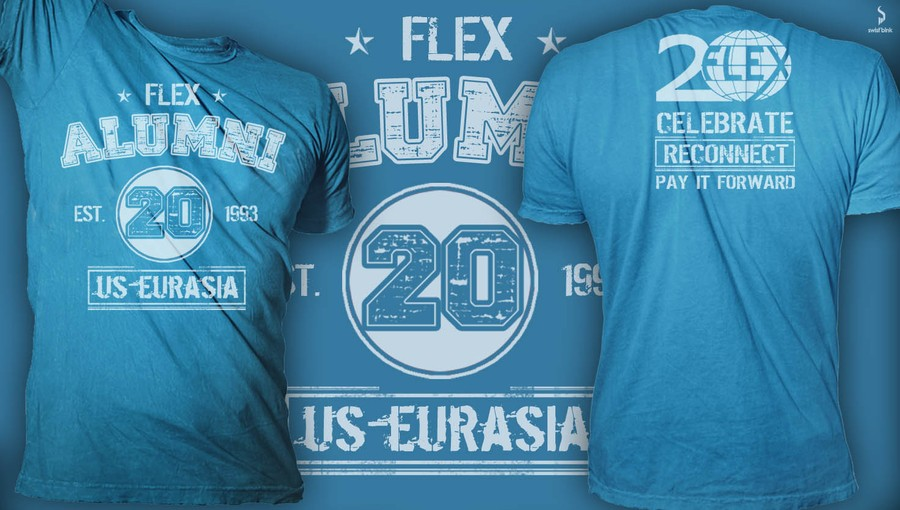 FLEX
ALUMNI
EST. 20 1993
US-EURASIA
FLEX
LUM
20
ST. 199
US-EURASIA
20 FLEX
CELEBRATE
RECONNECT
PAY IT FORWARD